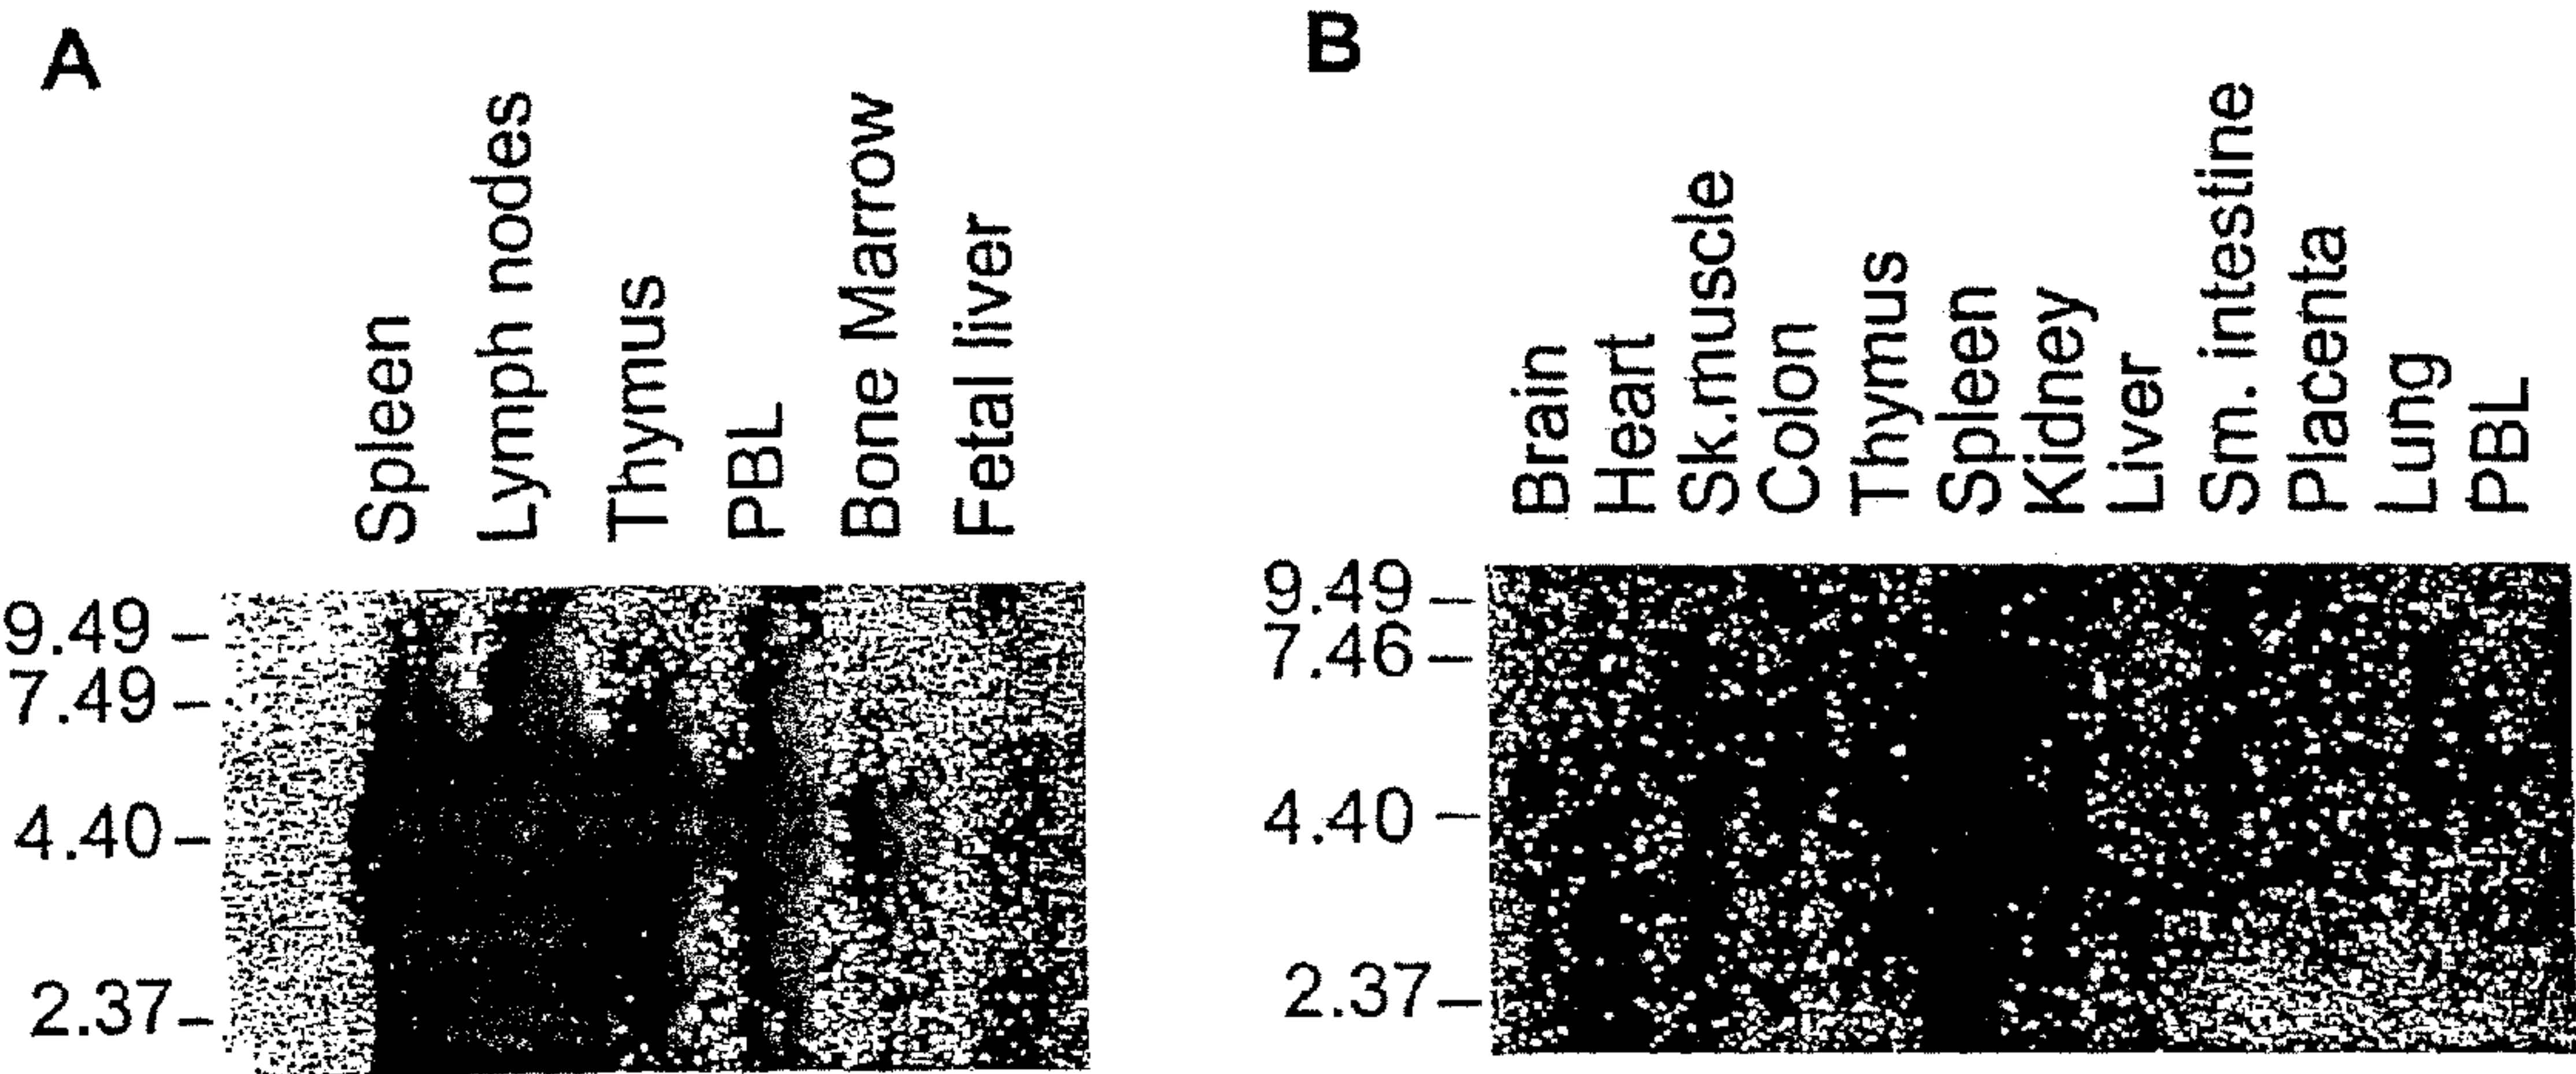 A
Spleen
Lymph nodes
Thymus
PBL
Bone Marrow
Fetal liver
9.49
7.49
4.40
2.37
B
Brain
Heart
Sk.muscle
Colon
Thymus
Spleen
Kidney
Liver
Sm. intestine
Placenta
Lung
PBL
9.49
7.46
4.40
2.37